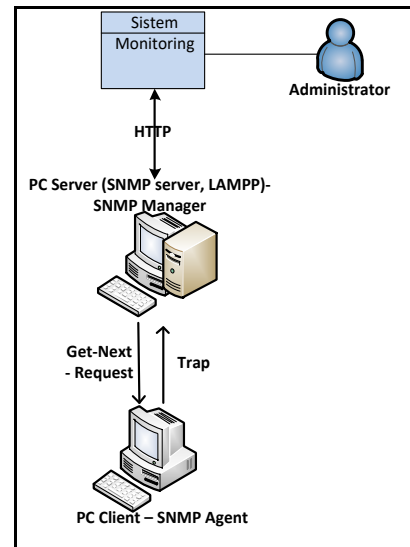 Sistem
Monitoring
Administrator
HTTP
PC Server (SNMP server, LAMPP)-
SNMP Manager
Get-Next
- Request
Trap
PC Client – SNMP Agent